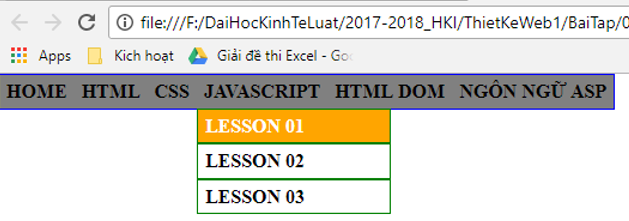 file:///F:/DaiHocKinhTeLuat/2017-2018_HKI/ThietKeWeb1/BaiTap/0
Apps Kích hoạt Giải đề thi Excel - Goo
HOME HTML CSS JAVASCRIPT HTML DOM NGÔN NGỮ ASP
LESSON 01
LESSON 02
LESSON 03